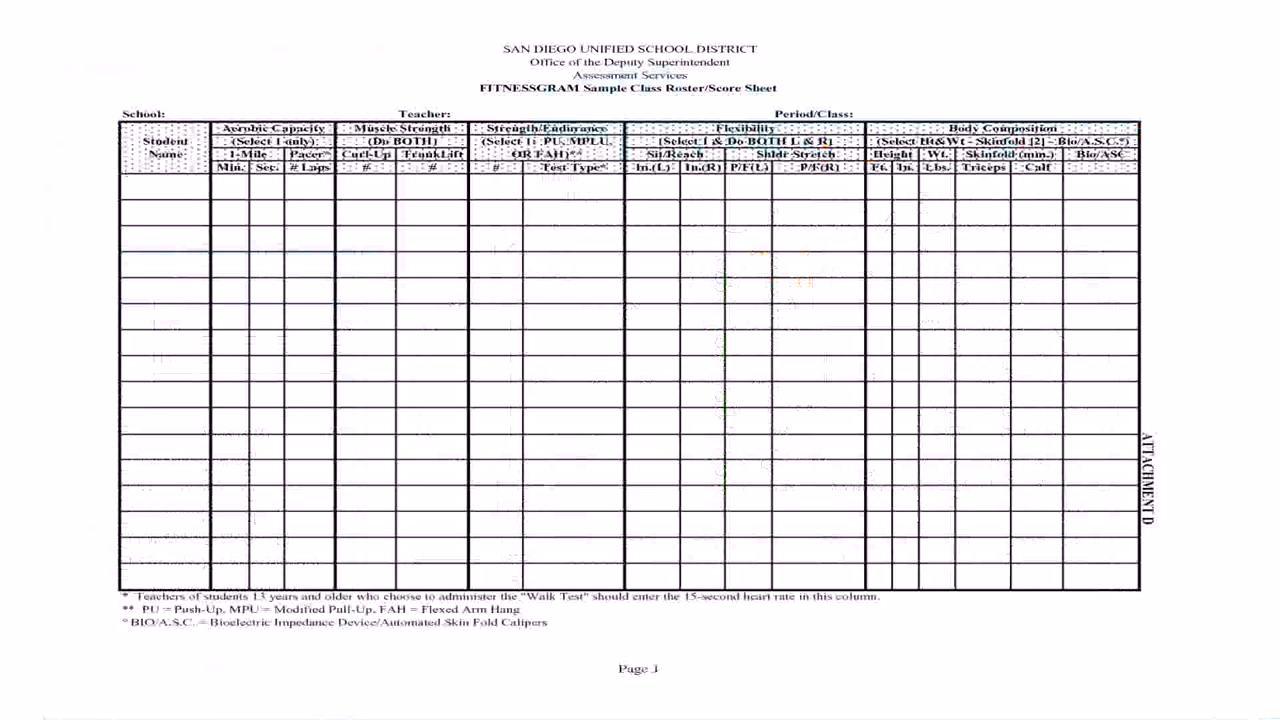 SAN DIEGO UNIFIED SCHOOL DISTRICT
Office of the Deputy Superintendent
Assessment Services
FITNESSGRAM Sample Class Roster/Score Sheet
School: Teacher: Period/Class:
Aerobic Capacity Muscle Strength Strength/Endurance Flexibility Body Composition
Student (Select 1 only) (Do BOTH) (Select 1: PU, MPLU, (Select 1 & Do BOTH L & R) (Select Ht&Wt - Skinfold [2] - Bio/A.S.C.*)
Name 1-Mile Pacer* Curl-Up TrunkLift OR FAH)** Sit/Reach Shldr Stretch Height Wt. Skinfold (mm.) Bio/ASC
Min. Sec. # Laps # # # Test Type* In.(L) In.(R) P/F(L) P/F(R) Ft. In. Lbs. Triceps Calf
ATTACHMENT D
* Teachers of students 13 years and older who choose to administer the "Walk Test" should enter the 15-second heart rate in this column.
** PU = Push-Up, MPU = Modified Pull-Up, FAH = Flexed Arm Hang
* BIO/A.S.C. = Bioelectric Impedance Device/Automated Skin Fold Calipers
Page